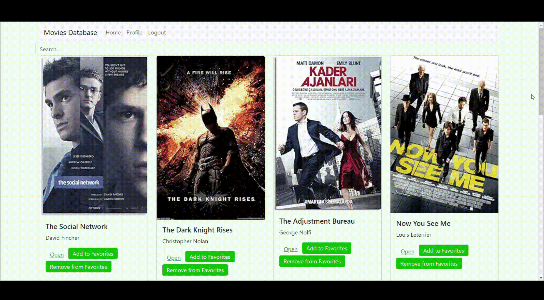 Movies Database Home Profile Logout
Search
the social network
The Social Network
David Fincher
Open Add to Favorites
Remove from Favorites
A FIRE WILL RISE
THE DARK KNIGHT RISES
The Dark Knight Rises
Christopher Nolan
Open Add to Favorites
Remove from Favorites
MATT DAMON EMILY BLUNT
KADER
AJANLARI
The Adjustment Bureau
George Nolfi
Open Add to Favorites
Remove from Favorites
NOW YOU
SEE ME
Now You See Me
Louis Leterrier
Open Add to Favorites
Remove from Favorites